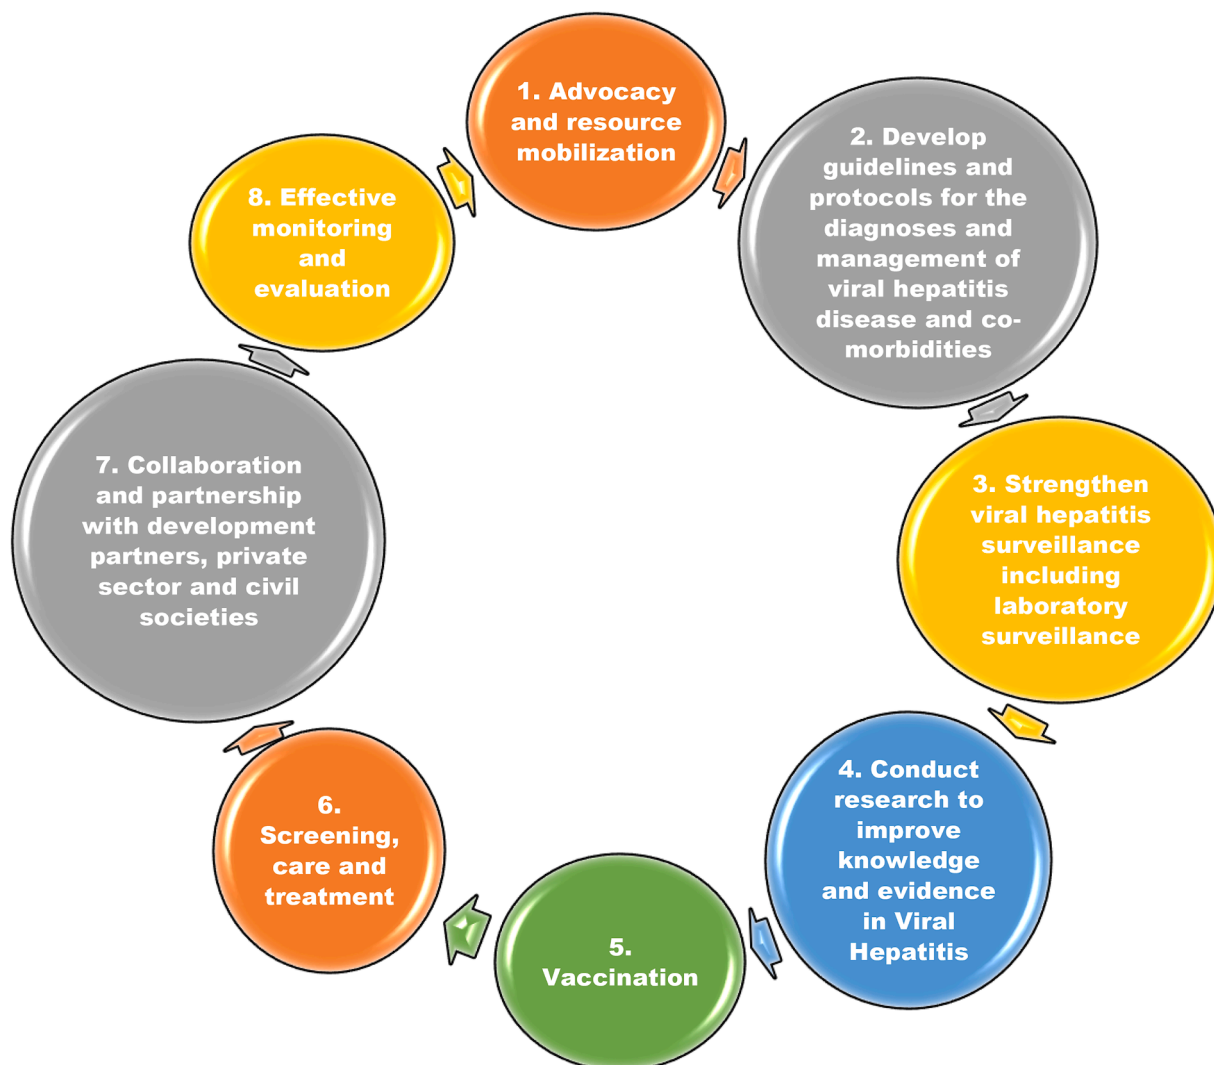 1. Advocacy
and resource
mobilization
2. Develop
guidelines and
protocols for the
diagnoses and
management of
viral hepatitis
disease and co-
morbidities
3. Strengthen
viral hepatitis
surveillance
including
laboratory
surveillance
4. Conduct
research to
improve
knowledge
and evidence
in Viral
Hepatitis
5.
Vaccination
6.
Screening,
care and
treatment
7. Collaboration
and partnership
with development
partners, private
sector and civil
societies
8. Effective
monitoring
and
evaluation